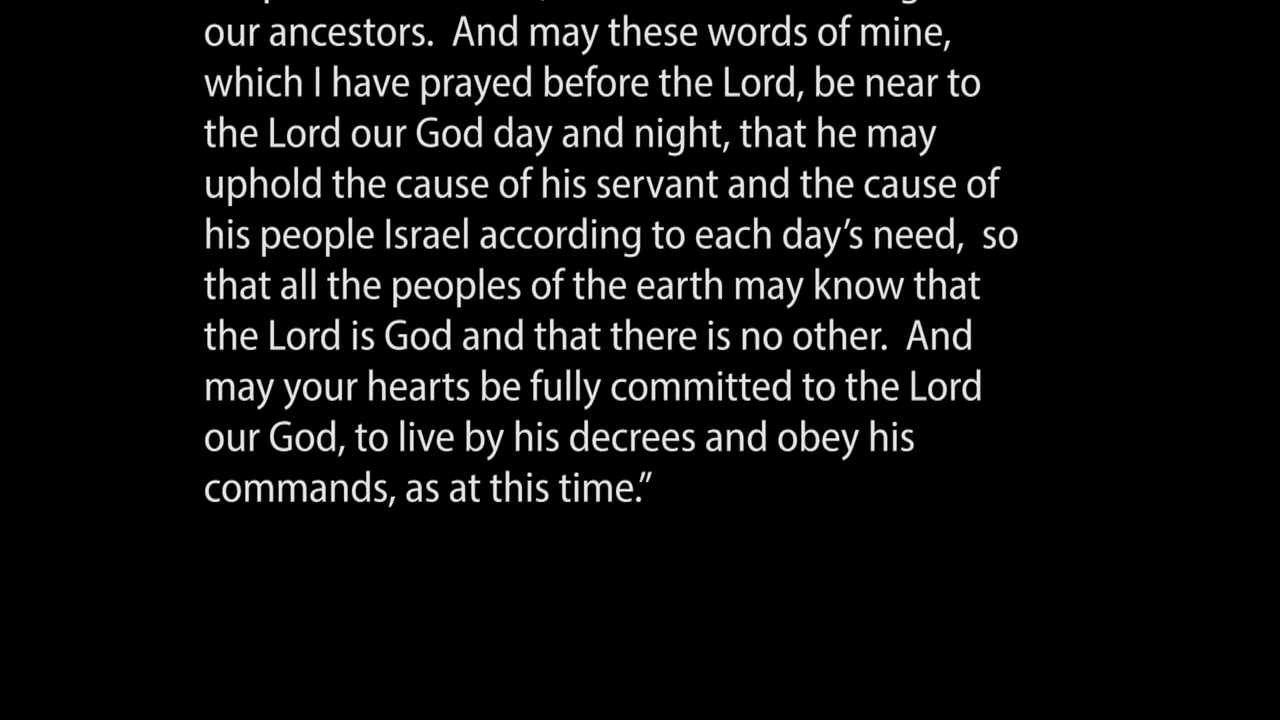 our ancestors.  And may these words of mine,
which I have prayed before the Lord, be near to
the Lord our God day and night, that he may
uphold the cause of his servant and the cause of
his people Israel according to each day’s need,  so
that all the peoples of the earth may know that
the Lord is God and that there is no other.  And
may your hearts be fully committed to the Lord
our God, to live by his decrees and obey his
commands, as at this time.”